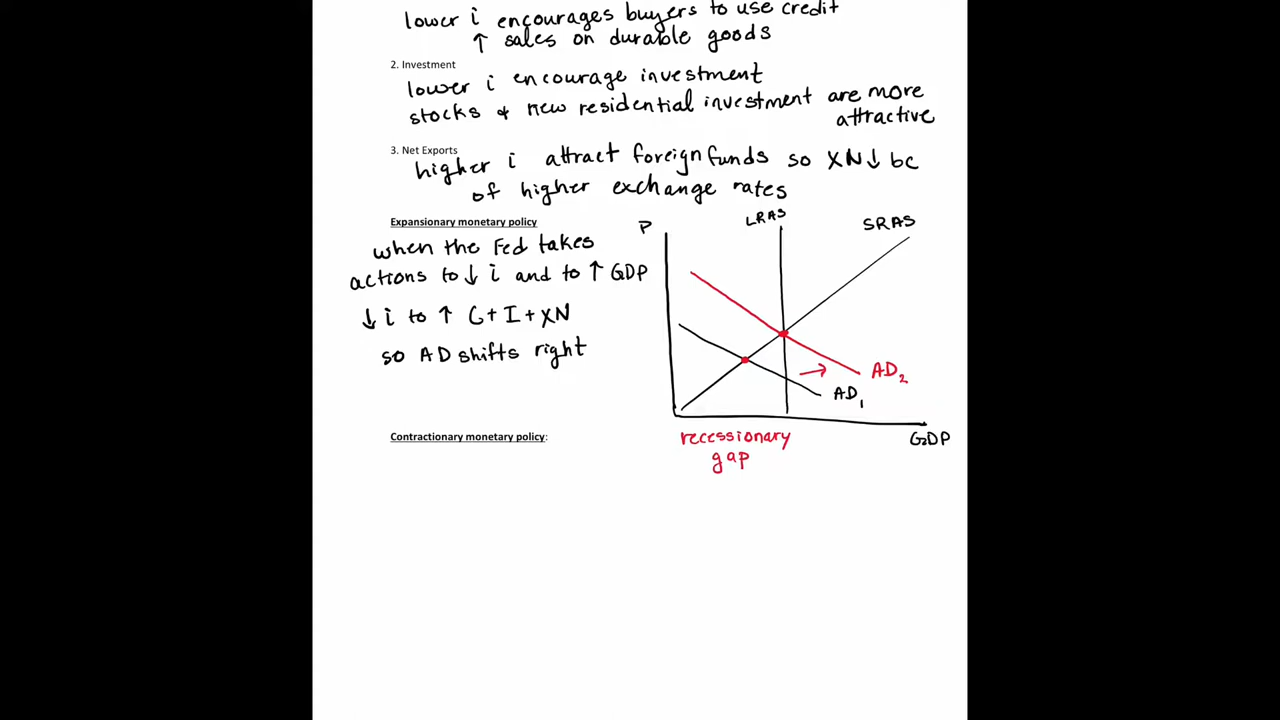 lower i encourages buyers to use credit
↑ sales on durable goods
2. Investment
lower i encourage investment
stocks & new residential investment are more
attractive
3. Net Exports
higher i attract foreign funds so XN↓ bc
of higher exchange rates
Expansionary monetary policy
when the Fed takes
actions to ↓ i and to ↑ GDP
↓ i to ↑ C+ I + XN
so AD shifts right
P
LRAS
SRAS
AD2
AD1
GDP
recessionary
gap
Contractionary monetary policy: